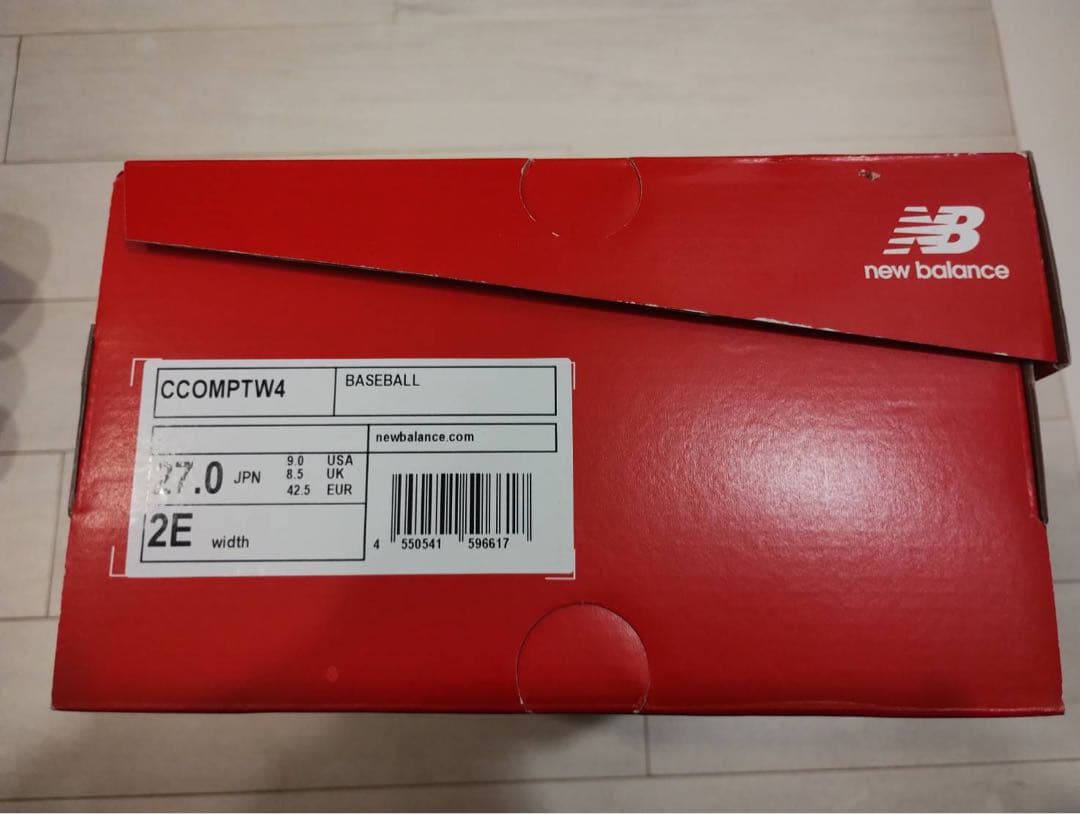 NB
new balance
CCOMPTW4
BASEBALL
newbalance.com
27.0 JPN
9.0 USA
8.5 UK
42.5 EUR
2E width
4 550541 596617